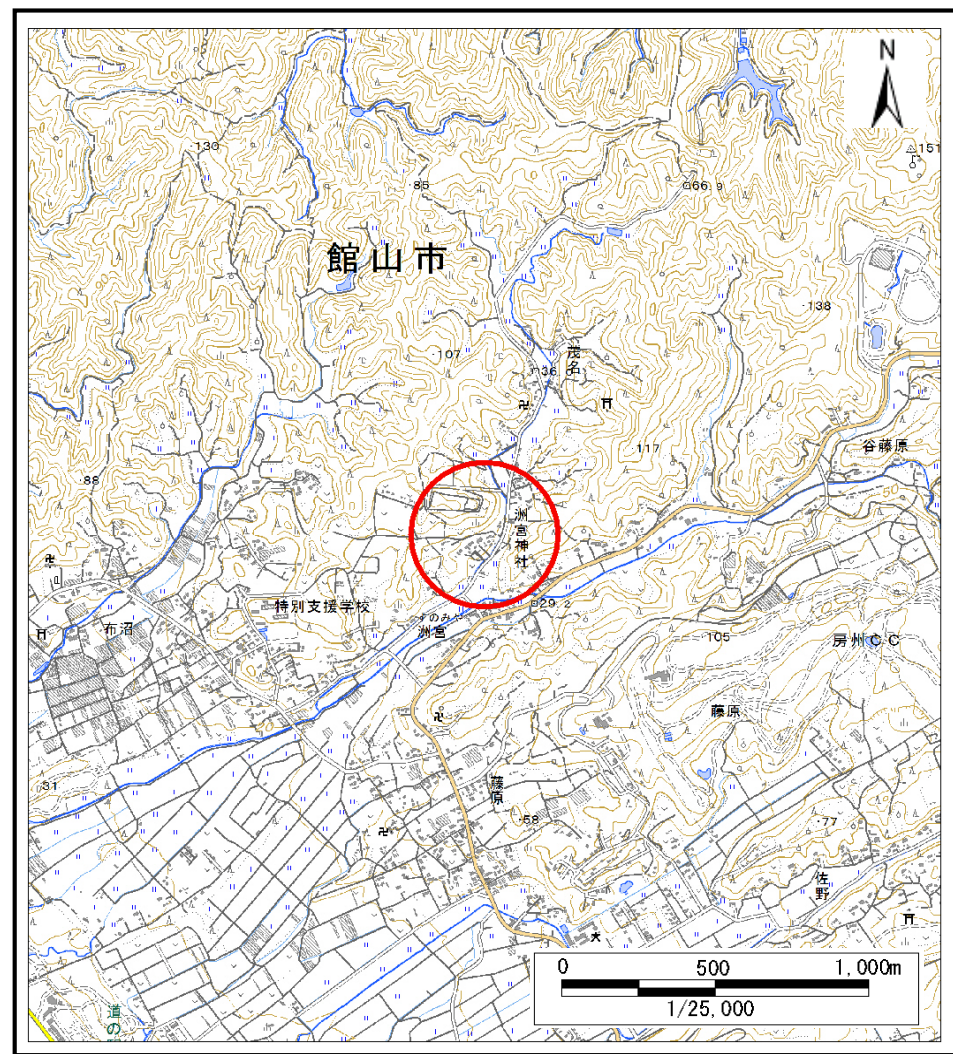 N
130
151
85
66.9
館山市
138
107
茂名
36.0
谷藤原
117
88
50
洲宮神社
特別支援学校
29.2
すのみや
洲宮
布沼
105
房州CC
藤原
31
藤原
58
77
佐野
道の
0 500 1,000m
1/25,000